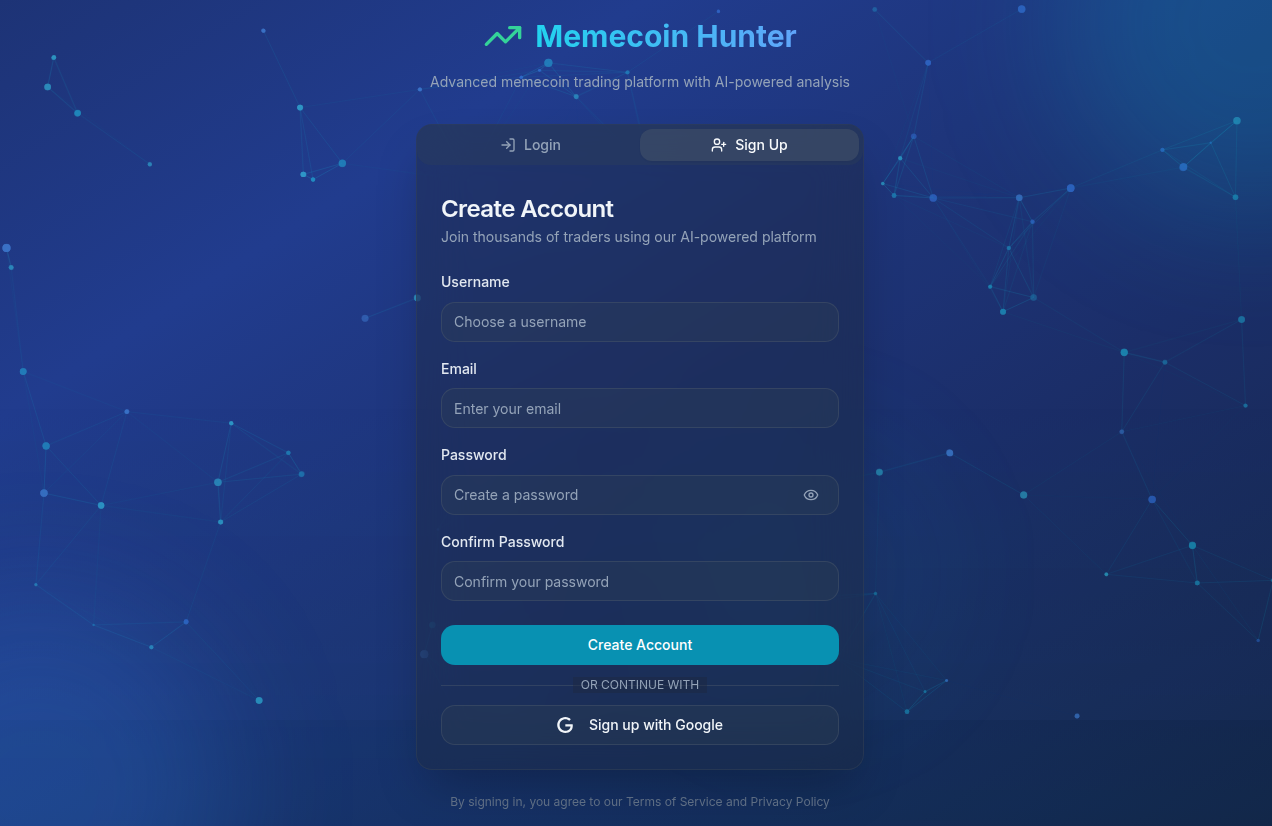 Memecoin Hunter
Advanced memecoin trading platform with AI-powered analysis
Login
Sign Up
Create Account
Join thousands of traders using our AI-powered platform
Username
Choose a username
Email
Enter your email
Password
Create a password
Confirm Password
Confirm your password
Create Account
OR CONTINUE WITH
Sign up with Google
By signing in, you agree to our Terms of Service and Privacy Policy